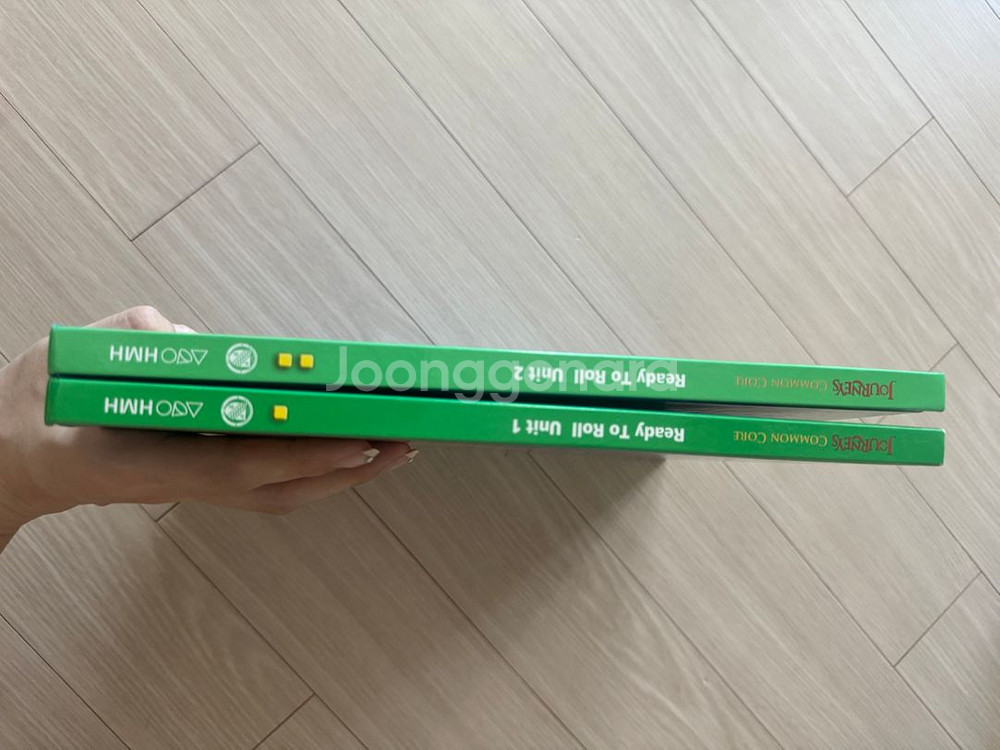 JOURNEYS COMMON CORE Ready To Roll Unit 2 HMH
JOURNEYS COMMON CORE Ready To Roll Unit 1 HMH
Joonggonara